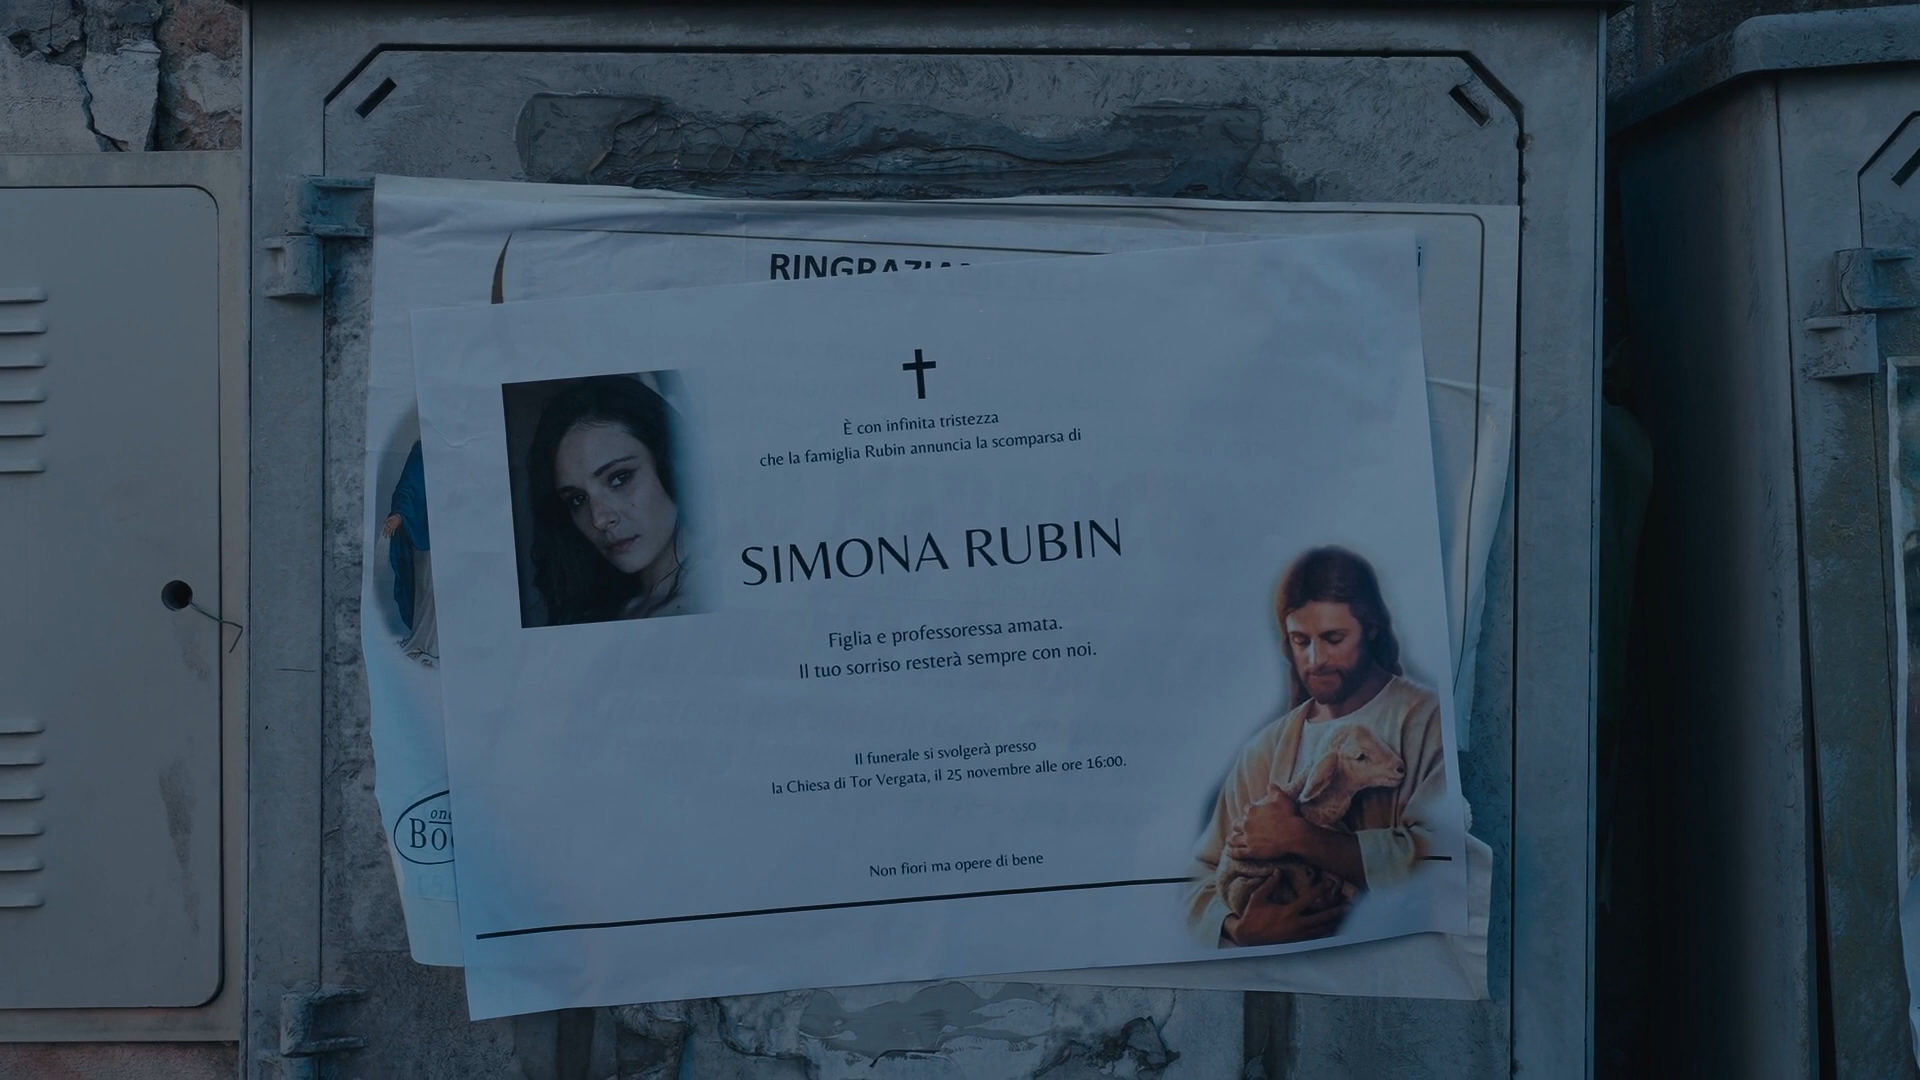 RINGRAZIAM
È con infinita tristezza
che la famiglia Rubin annuncia la scomparsa di
SIMONA RUBIN
Figlia e professoressa amata.
Il tuo sorriso resterà sempre con noi.
Il funerale si svolgerà presso
la Chiesa di Tor Vergata, il 25 novembre alle ore 16:00.
Non fiori ma opere di bene